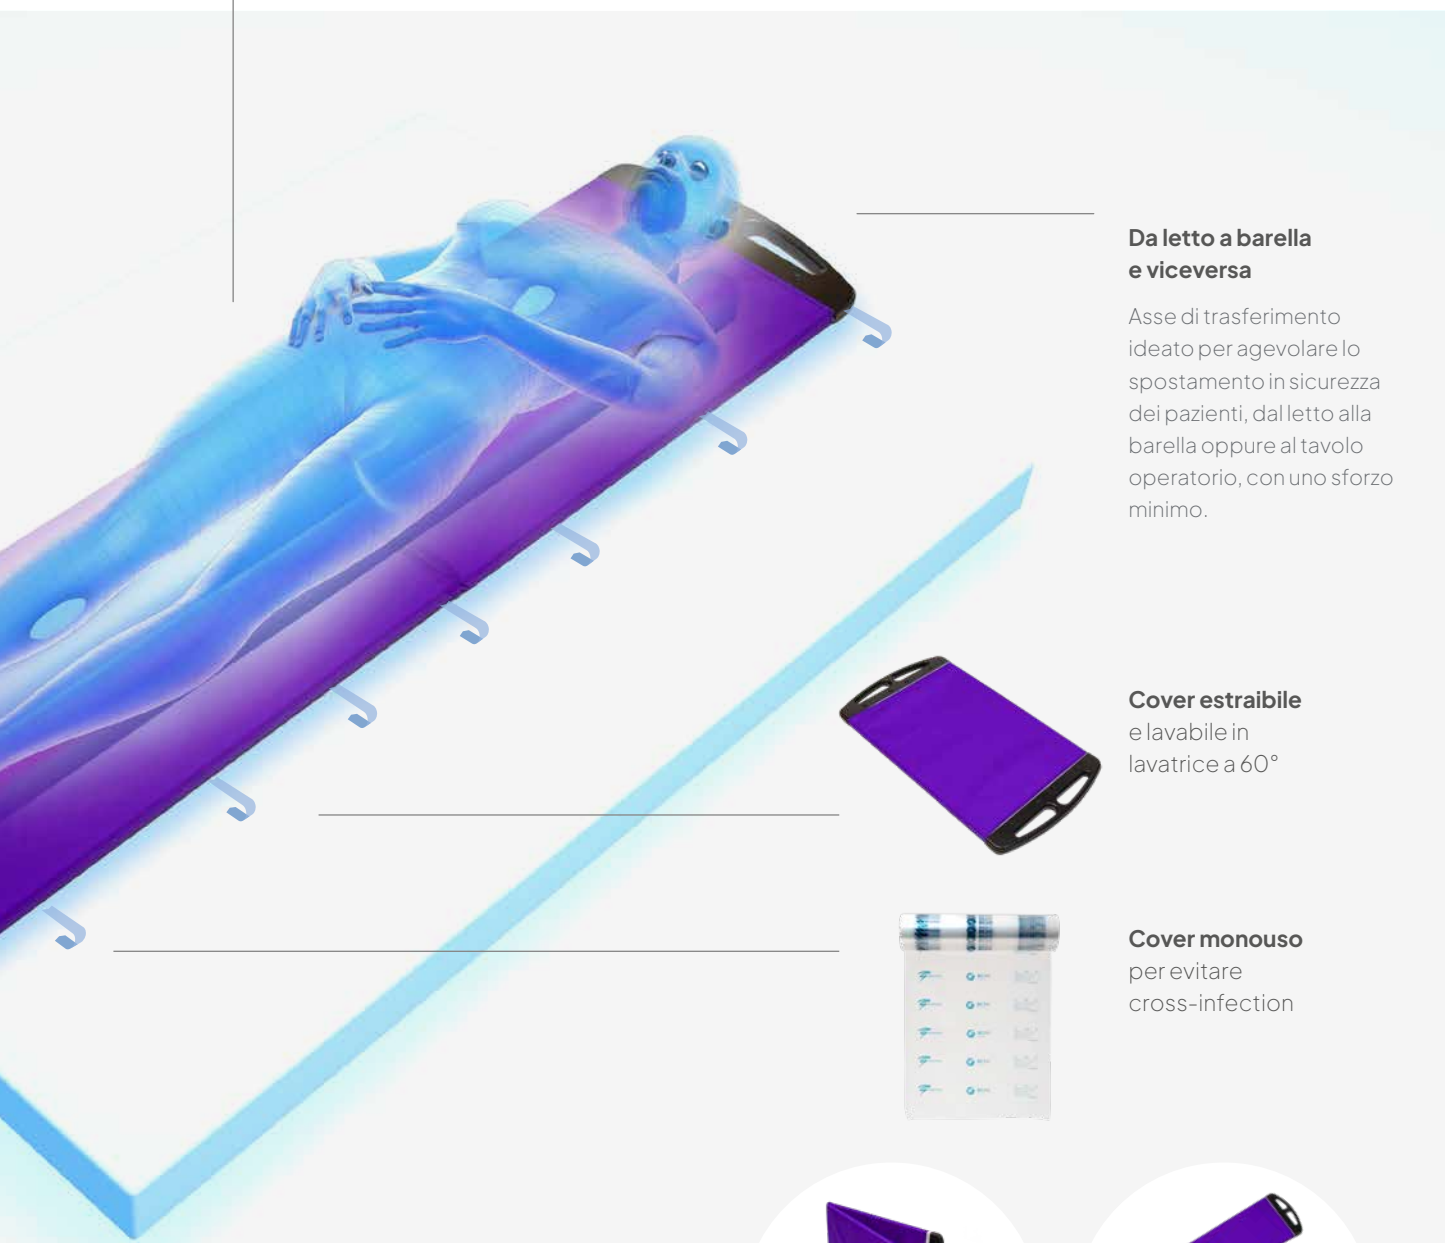 Da letto a barella
e viceversa
Asse di trasferimento
ideato per agevolare lo
spostamento in sicurezza
dei pazienti, dal letto alla
barella oppure al tavolo
operatorio, con uno sforzo
minimo.
Cover estraibile
e lavabile in
lavatrice a 60°
Cover monouso
per evitare
cross-infection